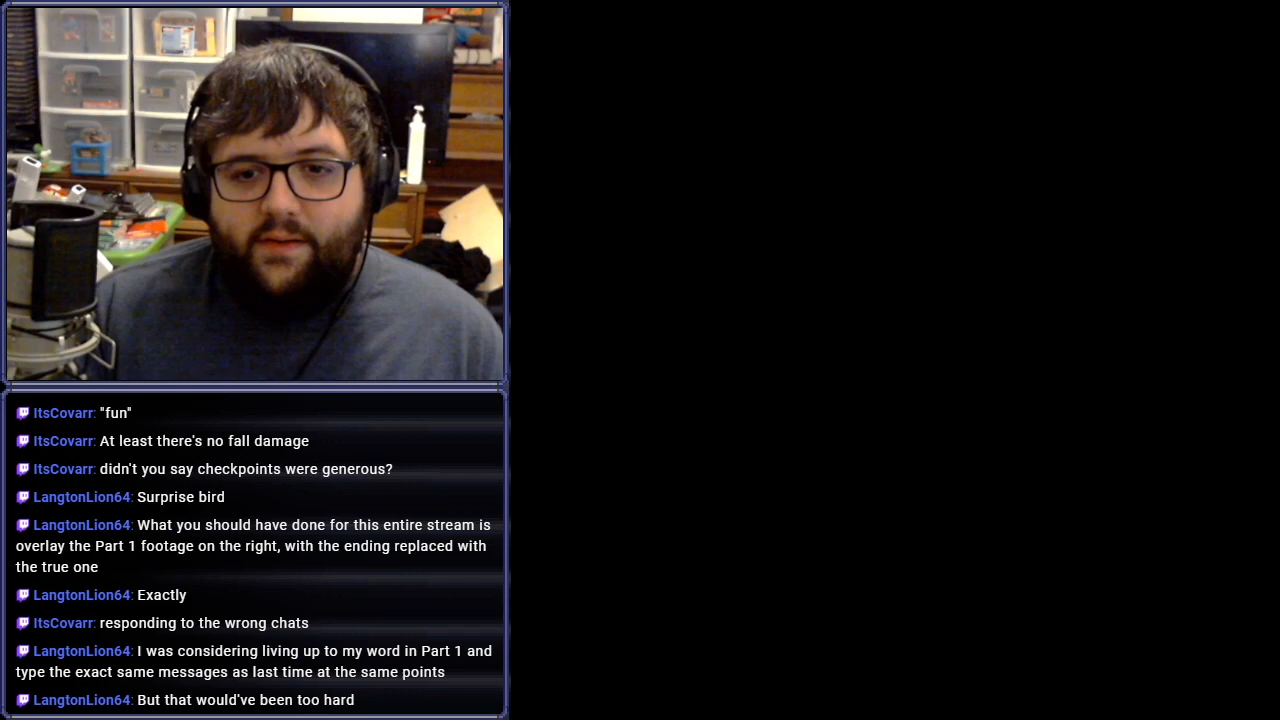 ItsCovarr: "fun"
ItsCovarr: At least there's no fall damage
ItsCovarr: didn't you say checkpoints were generous?
LangtonLion64: Surprise bird
LangtonLion64: What you should have done for this entire stream is
overlay the Part 1 footage on the right, with the ending replaced with
the true one
LangtonLion64: Exactly
ItsCovarr: responding to the wrong chats
LangtonLion64: I was considering living up to my word in Part 1 and
type the exact same messages as last time at the same points
LangtonLion64: But that would've been too hard